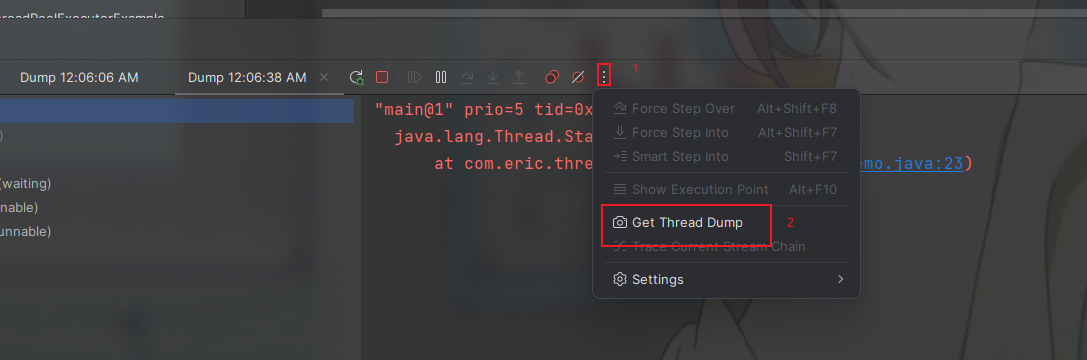 Dump 12:06:06 AM
Dump 12:06:38 AM
1
"main@1" prio=5 tid=0x
java.lang.Thread.Sta
at com.eric.thre
emo.java:23)
(waiting)
nable)
unnable)
Force Step Over Alt+Shift+F8
Force Step Into Alt+Shift+F7
Smart Step Into Shift+F7
Show Execution Point Alt+F10
Get Thread Dump
2
Trace Current Stream Chain
Settings